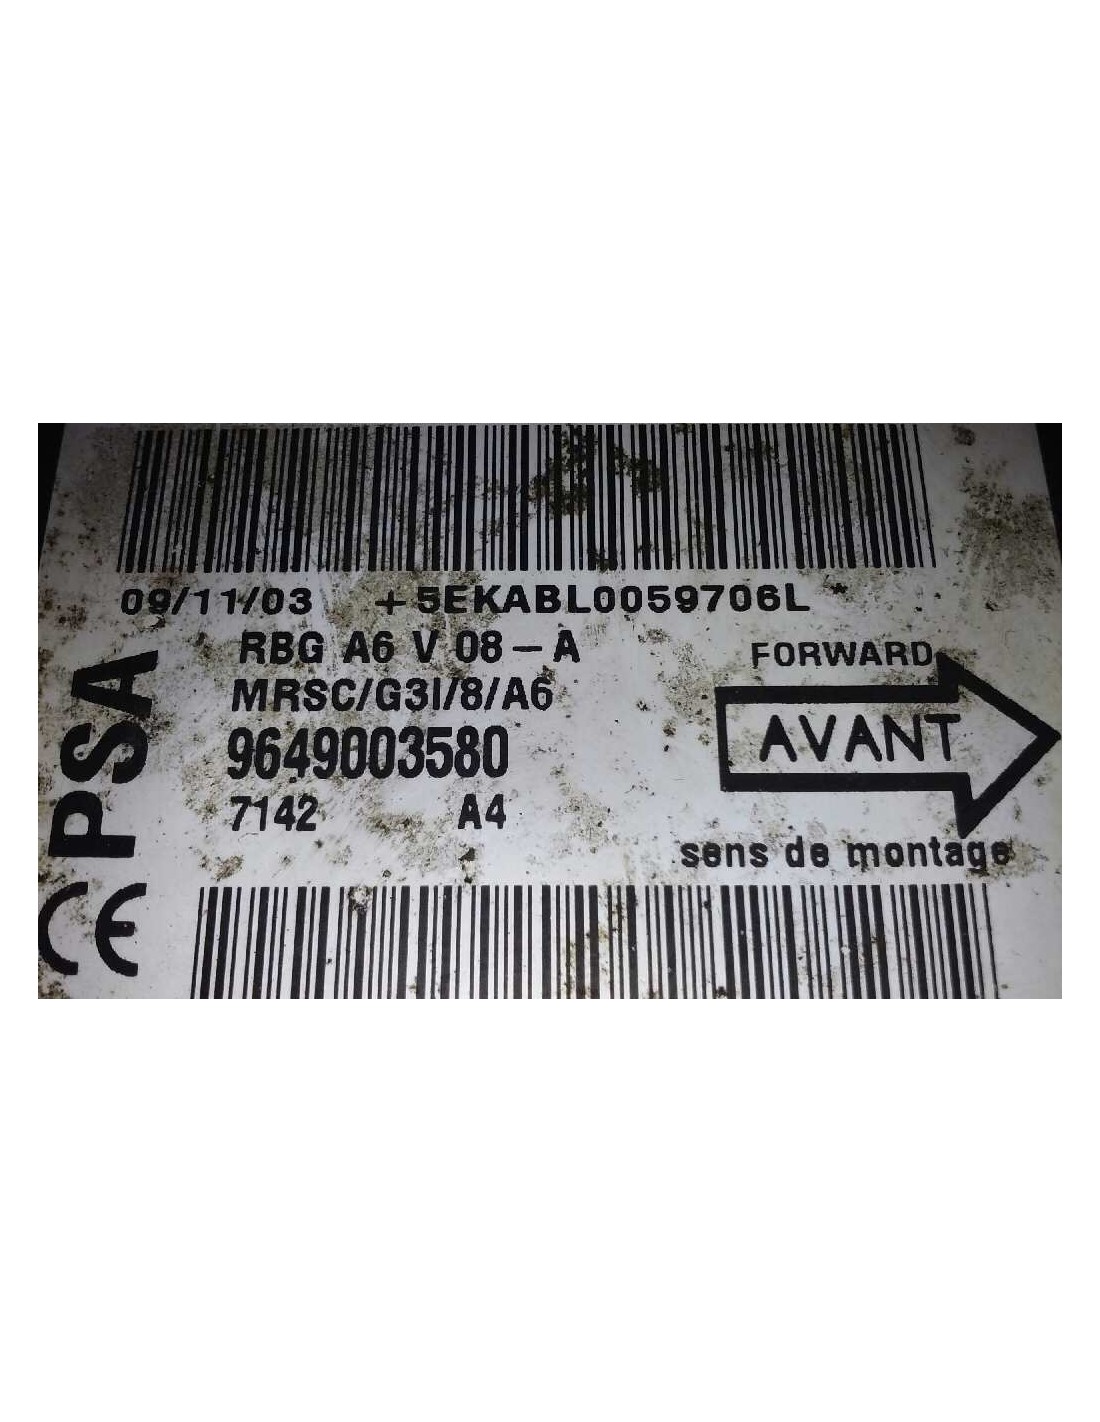 09/11/03 +5EKABL0059706L *
RBG A6 V 08 – A
MRSC/G3I/8/A6
9649003580
7142 A4
PSA
CE
FORWARD
AVANT
sens de montage